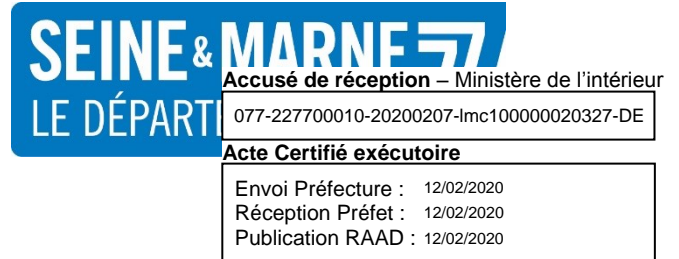 SEINE & MARNE 77
LE DÉPART
Accusé de réception – Ministère de l'intérieur
077-227700010-20200207-lmc100000020327-DE
Acte Certifié exécutoire
Envoi Préfecture : 12/02/2020
Réception Préfet : 12/02/2020
Publication RAAD : 12/02/2020